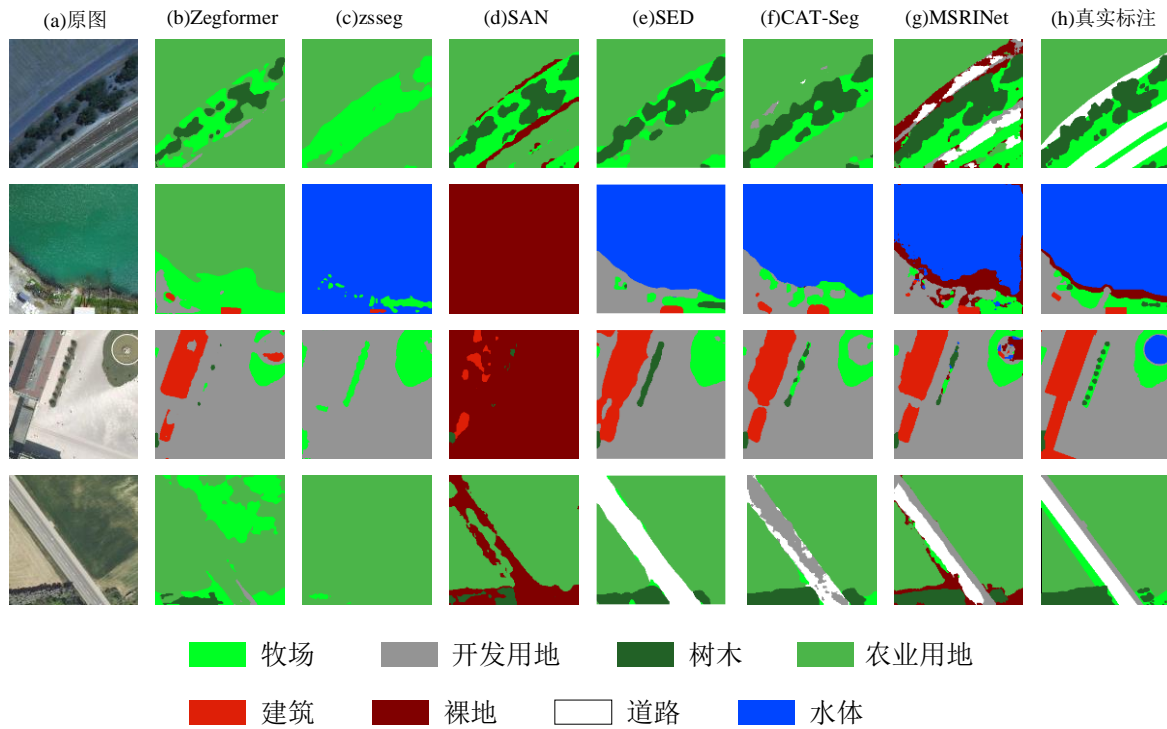 (a)原图 (b)Zegformer (c)zsseg (d)SAN (e)SED (f)CAT-Seg (g)MSRINet (h)真实标注
牧场 开发用地 树木 农业用地
建筑 裸地 道路 水体